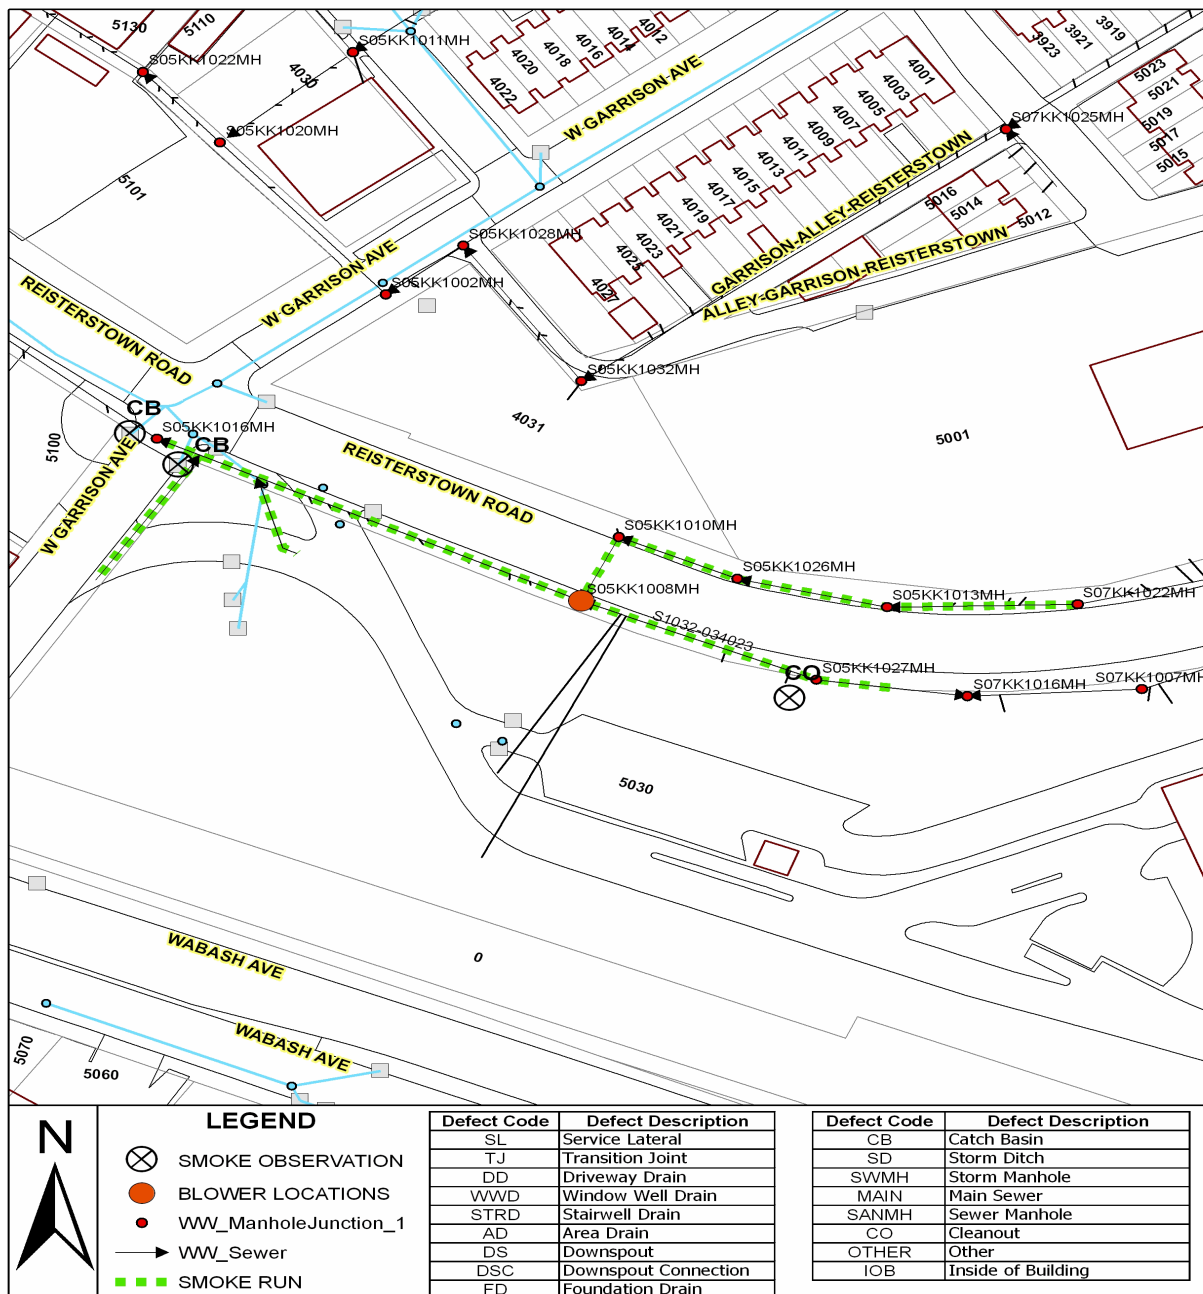 5130
5110
S05KK1022MH
S05KK1011MH
4030
S05KK1020MH
5101
4022
4020
4018
4016
4014
4012
W GARRISON AVE
4001
4003
4005
4007
4009
4011
4013
4015
4017
4019
4021
4023
4025
4027
3923
3921
3919
5023
5021
5019
5017
5015
S07KK1025MH
5016
5014
5012
GARRISON-ALLEY-REISTERSTOWN
ALLEY-GARRISON-REISTERSTOWN
S05KK1028MH
S05KK1002MH
W GARRISON AVE
REISTERSTOWN ROAD
S05KK1032MH
4031
5001
CB
S05KK1016MH
CB
5100
W GARRISON AVE
REISTERSTOWN ROAD
S05KK1010MH
S05KK1026MH
S05KK1008MH
S05KK1013MH
S07KK1022MH
S1032-034023
CO
S05KK1027MH
S07KK1016MH
S07KK1007MH
5030
0
WABASH AVE
WABASH AVE
5070
5060
N
LEGEND
SMOKE OBSERVATION
BLOWER LOCATIONS
WW_ManholeJunction_1
WW_Sewer
SMOKE RUN
Defect Code Defect Description
SL Service Lateral
TJ Transition Joint
DD Driveway Drain
WWD Window Well Drain
STRD Stairwell Drain
AD Area Drain
DS Downspout
DSC Downspout Connection
FD Foundation Drain
Defect Code Defect Description
CB Catch Basin
SD Storm Ditch
SWMH Storm Manhole
MAIN Main Sewer
SANMH Sewer Manhole
CO Cleanout
OTHER Other
IOB Inside of Building